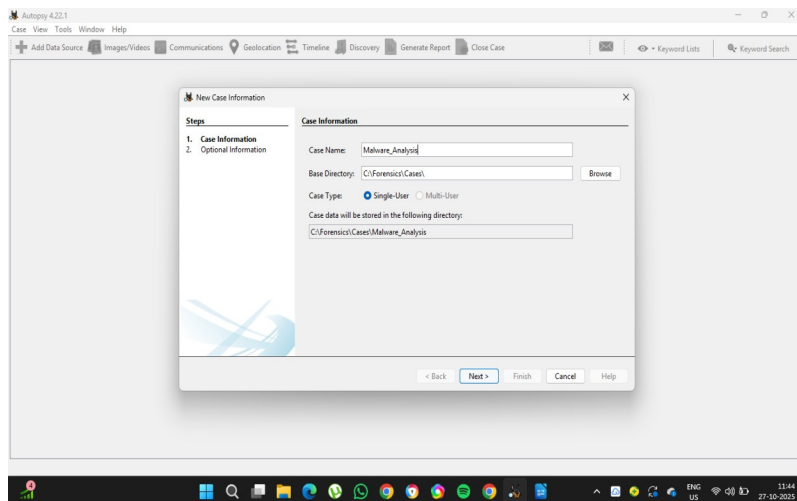 Autopsy 4.22.1
Case View Tools Window Help
Add Data Source Images/Videos Communications Geolocation Timeline Discovery Generate Report Close Case Keyword Lists Keyword Search
New Case Information
Steps
1. Case Information
2. Optional Information
Case Information
Case Name: Malware_Analysis
Base Directory: C:\Forensics\Cases\ Browse
Case Type: Single-User Multi-User
Case data will be stored in the following directory:
C:\Forensics\Cases\Malware_Analysis
< Back Next > Finish Cancel Help
4
ENG
US
11:44
27-10-2025